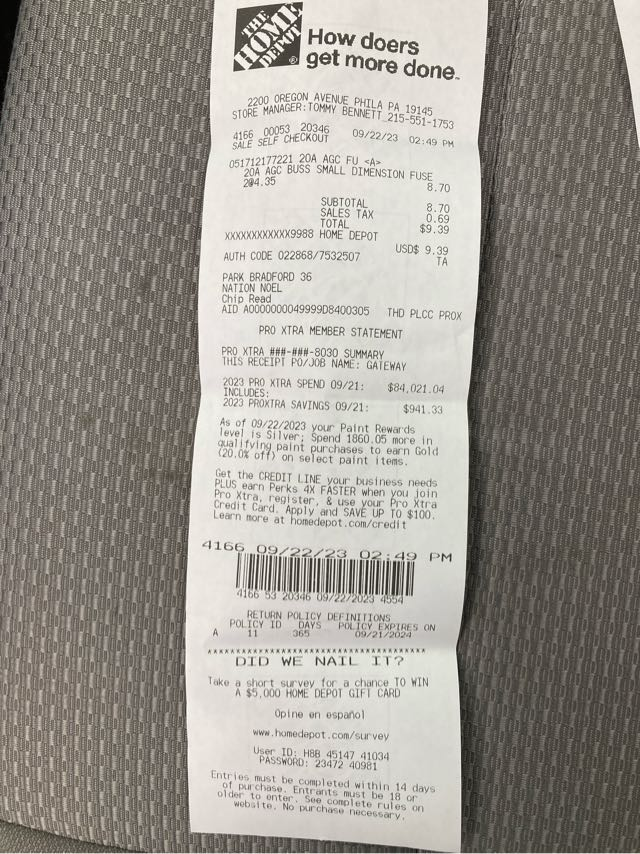 THE
HOME
DEPOT
How doers
get more done.
2200 OREGON AVENUE PHILA PA 19145
STORE MANAGER:TOMMY BENNETT 215-551-1753
4166 00053 20346 09/22/23 02:49 PM
SALE SELF CHECKOUT
051712177221 20A AGC FU <A>
20A AGC BUSS SMALL DIMENSION FUSE
2@4.35 8.70
SUBTOTAL 8.70
SALES TAX 0.69
TOTAL $9.39
XXXXXXXXXXXX9988 HOME DEPOT
USD$ 9.39
AUTH CODE 022868/7532507 TA
PARK BRADFORD 36
NATION NOEL
Chip Read
AID A0000000049999D8400305 THD PLCC PROX
PRO XTRA MEMBER STATEMENT
PRO XTRA ###-###-8030 SUMMARY
THIS RECEIPT PO/JOB NAME: GATEWAY
2023 PRO XTRA SPEND 09/21: $84,021.04
INCLUDES:
2023 PROXTRA SAVINGS 09/21: $941.33
As of 09/22/2023 your Paint Rewards
level is Silver; Spend 1860.05 more in
qualifying paint purchases to earn Gold
(20.0% off) on select paint items.
Get the CREDIT LINE your business needs
PLUS earn Perks 4X FASTER when you join
Pro Xtra, register, & use your Pro Xtra
Credit Card. Apply and SAVE UP TO $100.
Learn more at homedepot.com/credit
4166 09/22/23 02:49 PM
4166 53 20346 09/22/2023 4554
RETURN POLICY DEFINITIONS
POLICY ID DAYS POLICY EXPIRES ON
A 11 365 09/21/2024
DID WE NAIL IT?
Take a short survey for a chance TO WIN
A $5,000 HOME DEPOT GIFT CARD
Opine en español
www.homedepot.com/survey
User ID: H8B 45147 41034
PASSWORD: 23472 40981
Entries must be completed within 14 days
of purchase. Entrants must be 18 or
older to enter. See complete rules on
website. No purchase necessary.